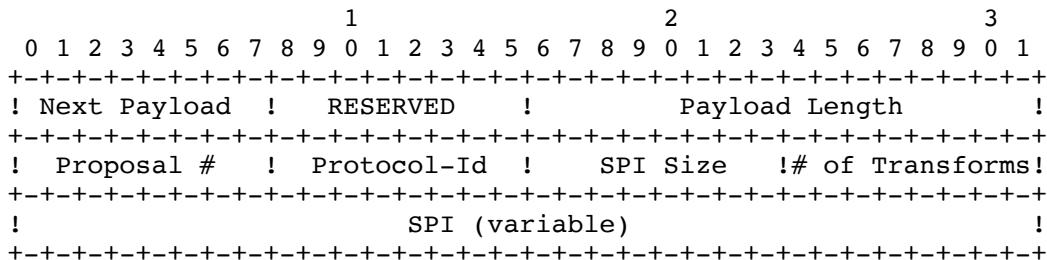 1                   2                   3
 0 1 2 3 4 5 6 7 8 9 0 1 2 3 4 5 6 7 8 9 0 1 2 3 4 5 6 7 8 9 0 1
+-+-+-+-+-+-+-+-+-+-+-+-+-+-+-+-+-+-+-+-+-+-+-+-+-+-+-+-+-+-+-+-+
! Next Payload  !   RESERVED    !         Payload Length        !
+-+-+-+-+-+-+-+-+-+-+-+-+-+-+-+-+-+-+-+-+-+-+-+-+-+-+-+-+-+-+-+-+
!  Proposal #   !  Protocol-Id  !    SPI Size   !# of Transforms!
+-+-+-+-+-+-+-+-+-+-+-+-+-+-+-+-+-+-+-+-+-+-+-+-+-+-+-+-+-+-+-+-+
!                        SPI (variable)                         !
+-+-+-+-+-+-+-+-+-+-+-+-+-+-+-+-+-+-+-+-+-+-+-+-+-+-+-+-+-+-+-+-+